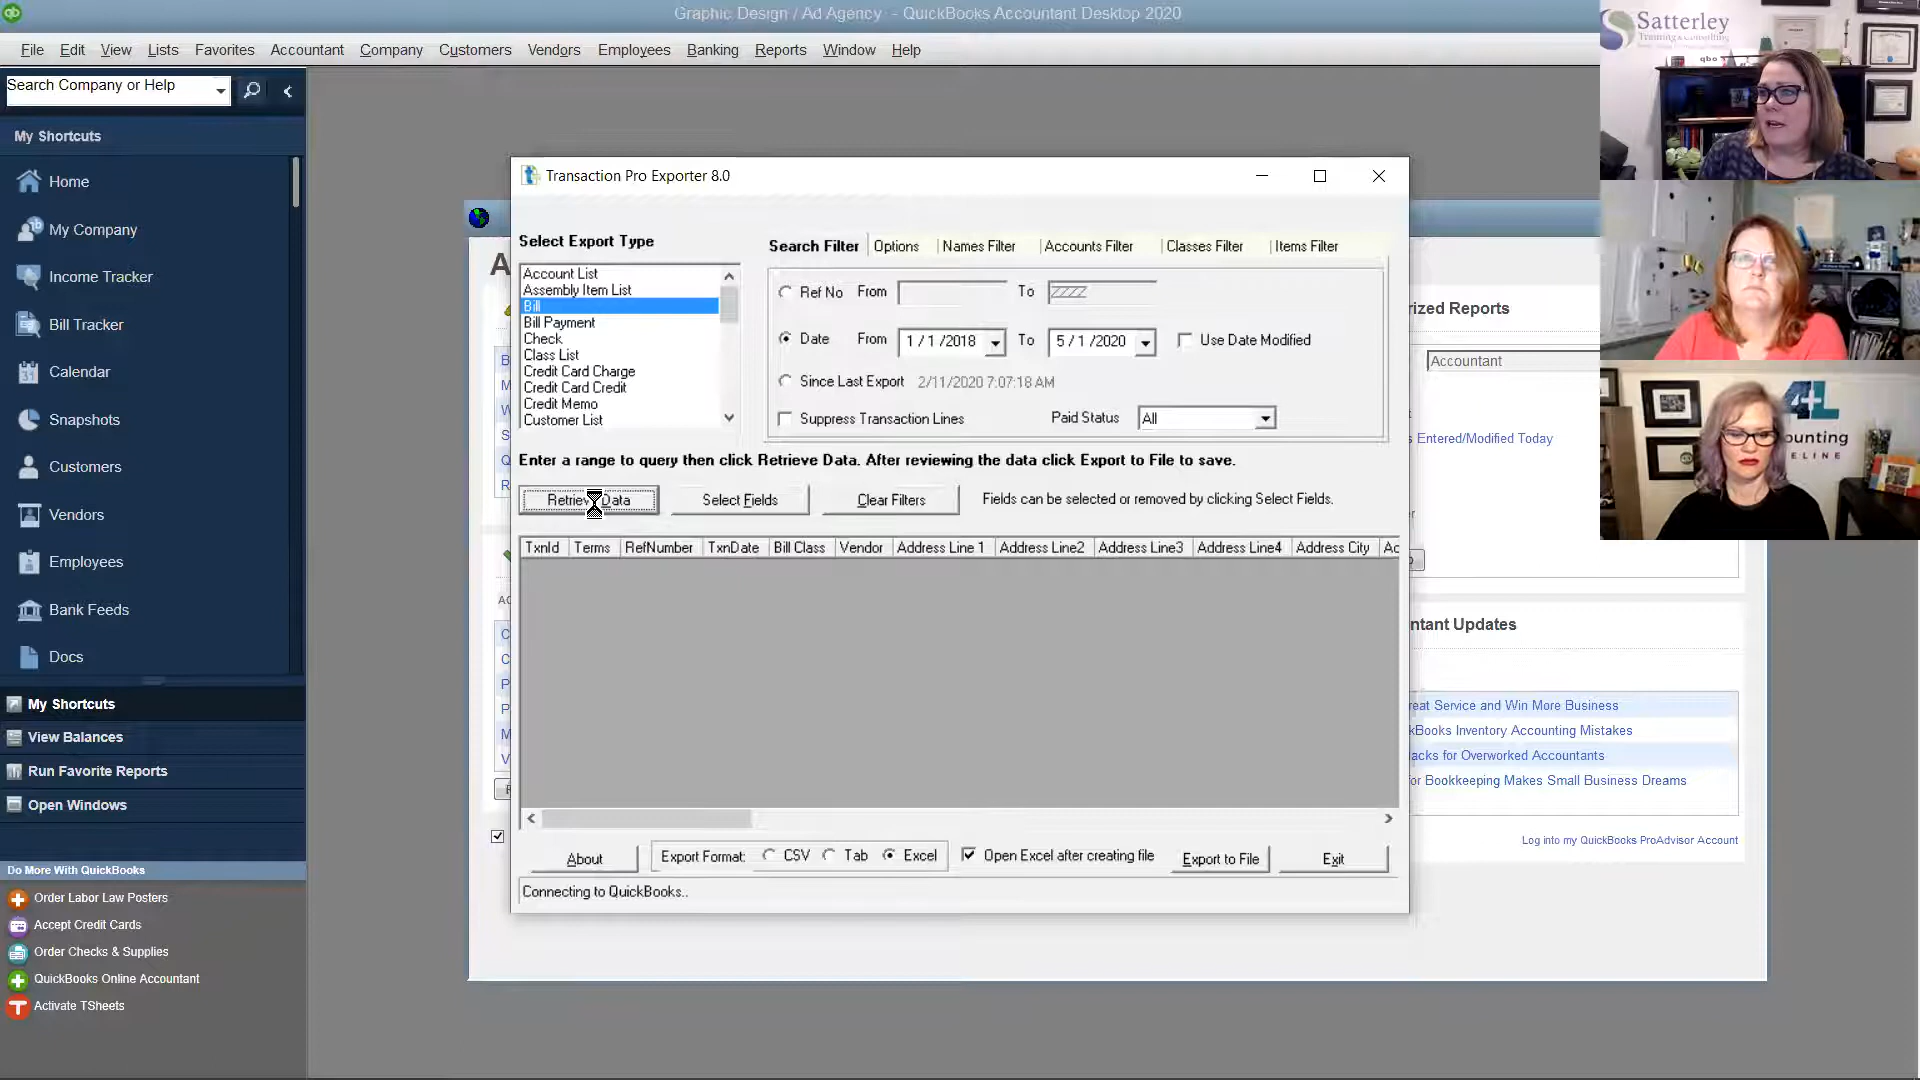 Graphic Design / Ad Agency - QuickBooks Accountant Desktop 2020
File Edit View Lists Favorites Accountant Company Customers Vendors Employees Banking Reports Window Help
Search Company or Help
My Shortcuts
Home
My Company
Income Tracker
Bill Tracker
Calendar
Snapshots
Customers
Vendors
Employees
Bank Feeds
Docs
My Shortcuts
View Balances
Run Favorite Reports
Open Windows
Do More With QuickBooks
Order Labor Law Posters
Accept Credit Cards
Order Checks & Supplies
QuickBooks Online Accountant
Activate TSheets
Transaction Pro Exporter 8.0
Select Export Type
Account List
Assembly Item List
Bill
Bill Payment
Check
Class List
Credit Card Charge
Credit Card Credit
Credit Memo
Customer List
Search Filter Options Names Filter Accounts Filter Classes Filter Items Filter
Ref No From To
Date From 1 / 1 /2018 To 5 / 1 /2020 Use Date Modified
Since Last Export 2/11/2020 7:07:18 AM
Suppress Transaction Lines Paid Status All
Enter a range to query then click Retrieve Data. After reviewing the data click Export to File to save.
Retrieve Data Select Fields Clear Filters Fields can be selected or removed by clicking Select Fields.
TxnId Terms RefNumber TxnDate Bill Class Vendor Address Line 1 Address Line2 Address Line3 Address Line4 Address City Ac
About Export Format: CSV Tab Excel Open Excel after creating file Export to File Exit
Connecting to QuickBooks..
rized Reports
Accountant
s Entered/Modified Today
ntant Updates
reat Service and Win More Business
kBooks Inventory Accounting Mistakes
acks for Overworked Accountants
for Bookkeeping Makes Small Business Dreams
Log into my QuickBooks ProAdvisor Account
Satterley
Training & Consulting
qbo
ounting
ELINE